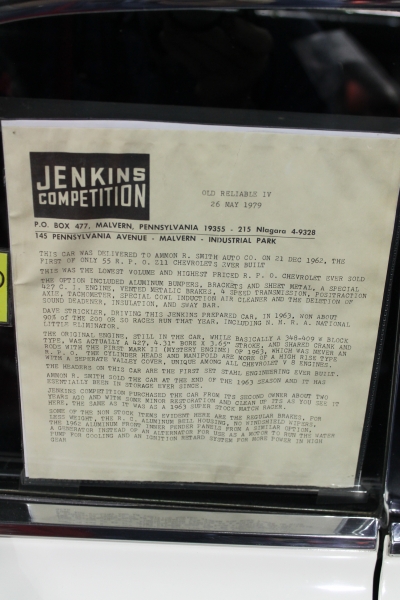 JENKINS
COMPETITION
OLD RELIABLE IV
26 MAY 1979
P.O. BOX 477, MALVERN, PENNSYLVANIA 19355 - 215 NIagara 4-9328
145 PENNSYLVANIA AVENUE - MALVERN - INDUSTRIAL PARK
THIS CAR WAS DELIVERED TO AMMON R. SMITH AUTO CO. ON 21 DEC 1962, THE
FIRST OF ONLY 55 R. P. O. Z11 CHEVROLETS EVER BUILT
THIS WAS THE LOWEST VOLUME AND HIGHEST PRICED R. P. O. CHEVROLET EVER SOLD
THE OPTION INCLUDED ALUMINUM BUMPERS, BRACKETS AND SHEET METAL, A SPECIAL
427 C. I. ENGINE, VENTED METALIC BRAKES, 4 SPEED TRANSMISSION, POSITRACTION
AXLE, TACHOMETER, SPECIAL COWL INDUCTION AIR CLEANER AND THE DELETION OF
SOUND DEADENER, INSULATION, AND SWAY BAR.
DAVE STRICKLER, DRIVING THIS JENKINS PREPARED CAR, IN 1963, WON ABOUT
90% OF THE 200 OR SO RACES RUN THAT YEAR, INCLUDING N. H. R. A. NATIONAL
LITTLE ELIMINATOR.
THE ORIGINAL ENGINE, STILL IN THE CAR, WHILE BASICALLY A 348-409 W BLOCK
TYPE, WAS ACTUALLY A 427, 4.31" BORE X 3.65" STROKE, AND SHARED CRANK AND
RODS WITH THE FIRST MARK II (MYSTERY ENGINE) OF 1963, WHICH WAS NEVER AN
R. P. O. THE CYLINDER HEADS AND MANIFOLD ARE MORE OF A HIGH RISE TYPE
WITH A SEPERATE VALLEY COVER, UNIQUE AMONG ALL CHEVROLET V 8 ENGINES.
THE HEADERS ON THIS CAR ARE THE FIRST SET STAHL ENGINEERING EVER BUILT.
AMMON R. SMITH SOLD THE CAR AT THE END OF THE 1963 SEASON AND IT HAS
ESENTIALLY BEEN IN STORAGE EVER SINCE.
JENKINS COMPETITION PURCHASED THE CAR FROM ITS SECOND OWNER ABOUT TWO
YEARS AGO AND WITH SOME MINOR RESTORATION AND CLEAN UP ITS AS YOU SEE IT
HERE, THE SAME AS IT WAS AS A 1963 SUPER STOCK MATCH RACER.
SOME OF THE NON STOCK ITEMS EVIDENT HERE ARE THE REGULAR BRAKES, FOR
LESS WEIGHT, THE ALUMINUM BELL HOUSING, NO WINDSHIELD WIPERS,
THE 1962 ALUMINUM FRONT INNER FENDER PANELS FROM A SIMILAR OPTION,
A GENERATOR INSTEAD OF AN ALTERNATOR FOR USE AS A MOTOR TO RUN THE WATER
PUMP FOR COOLING AND AN IGNITION RETARD SYSTEM FOR MORE POWER IN HIGH
GEAR